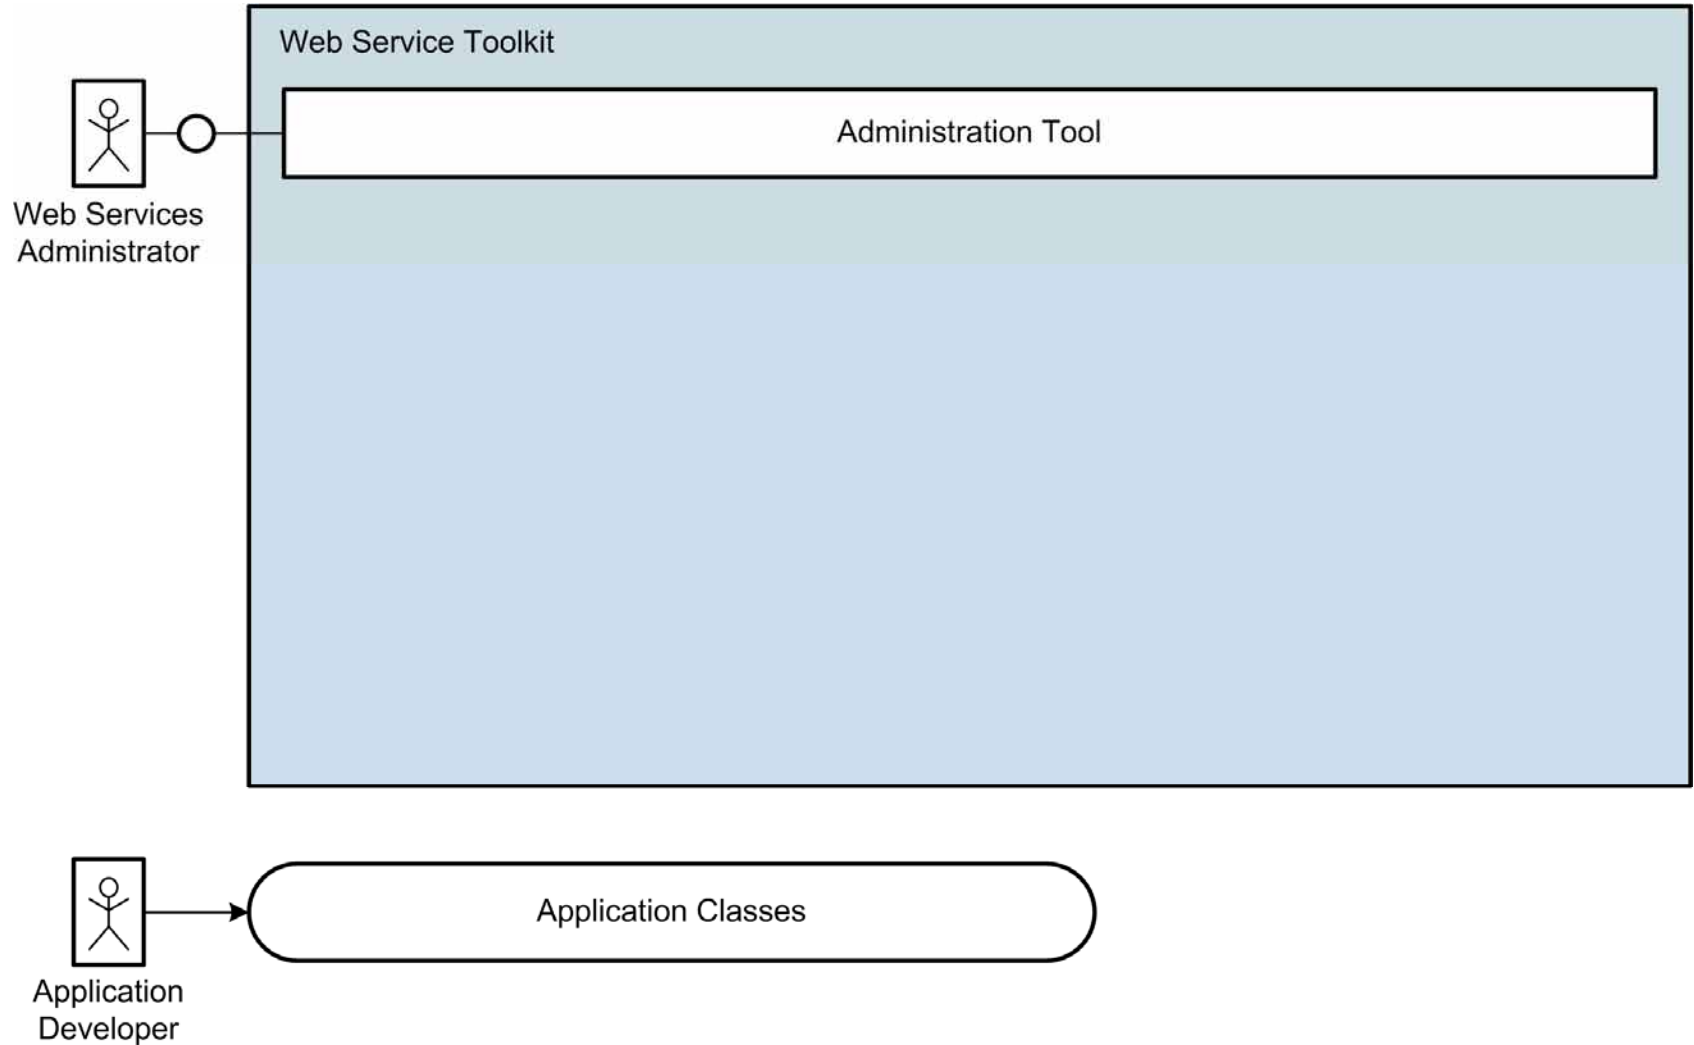 Web Service Toolkit
Administration Tool
Web Services
Administrator
Application Classes
Application
Developer